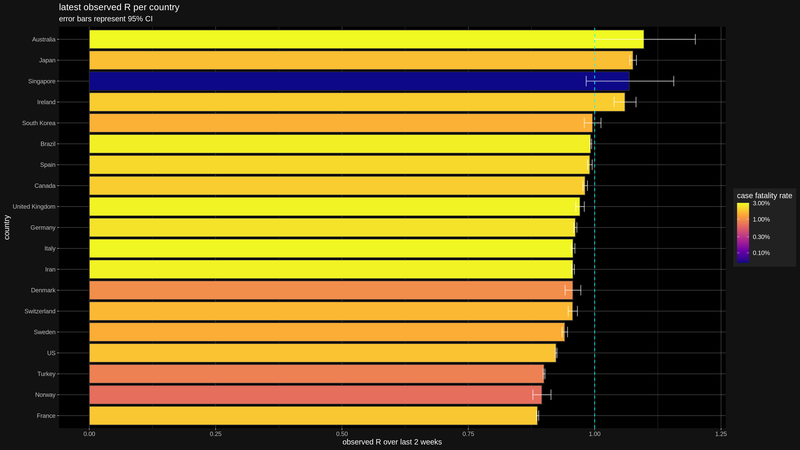 latest observed R per country
error bars represent 95% CI
Australia
Japan
Singapore
Ireland
South Korea
Brazil
Spain
Canada
United Kingdom
Germany
Italy
Iran
Denmark
Switzerland
Sweden
US
Turkey
Norway
France
country
0.00 0.25 0.50 0.75 1.00 1.25
observed R over last 2 weeks
case fatality rate
3.00%
1.00%
0.30%
0.10%